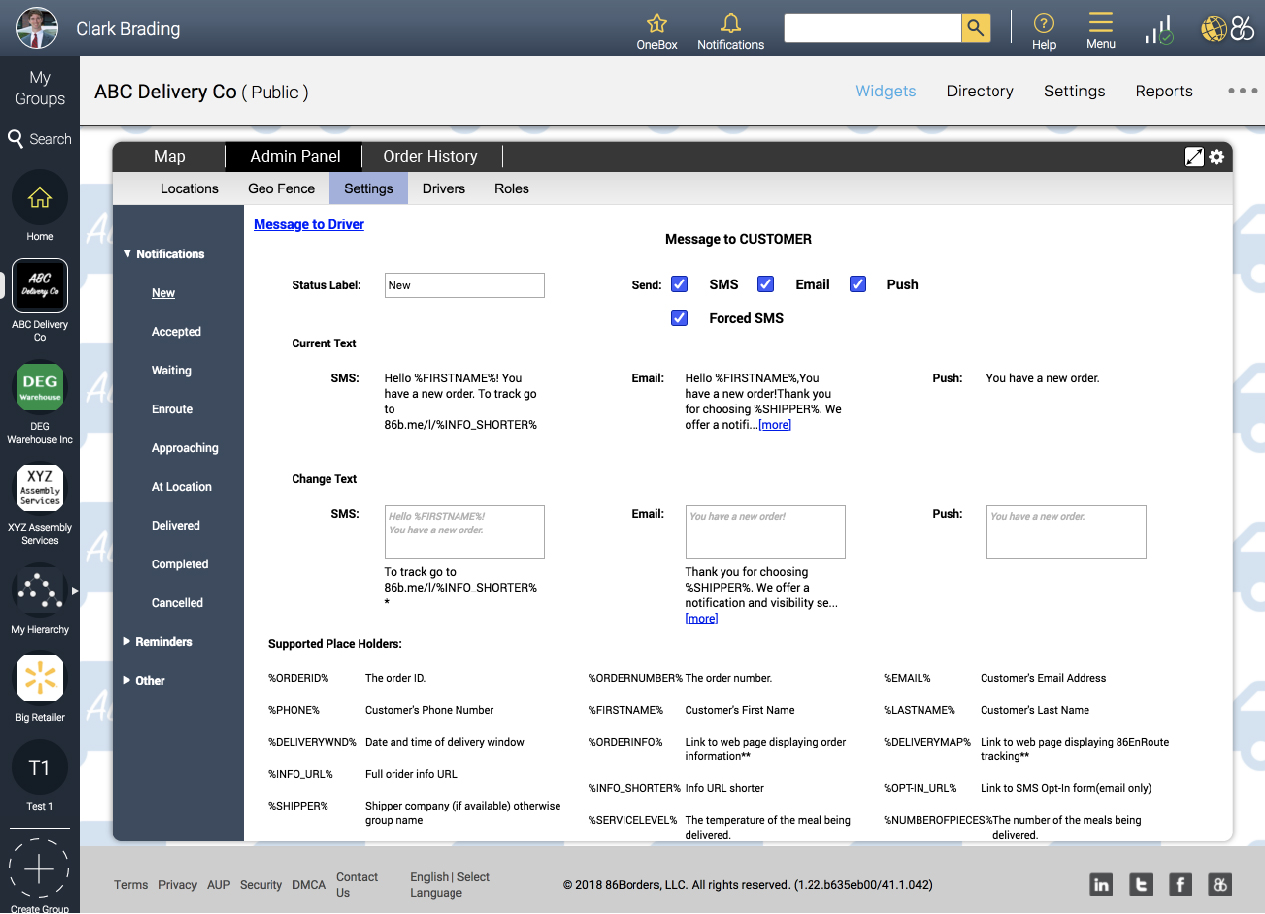 Clark Brading
OneBox
Notifications
Help
Menu
My
Groups
Search
Home
ABC
Delivery Co
ABC Delivery
Co
DEG
Warehouse
DEG
Warehouse Inc
XYZ
Assembly
Services
XYZ Assembly
Services
My Hierarchy
Big Retailer
T1
Test 1
Create Group
ABC Delivery Co ( Public )
Widgets Directory Settings Reports
Map Admin Panel Order History
Locations Geo Fence Settings Drivers Roles
Notifications
New
Accepted
Waiting
Enroute
Approaching
At Location
Delivered
Completed
Cancelled
Reminders
Other
Message to Driver
Message to CUSTOMER
Status Label: New
Send: SMS Email Push
Forced SMS
Current Text
SMS:
Hello %FIRSTNAME%! You
have a new order. To track go
to
86b.me/l/%INFO_SHORTER%
Email:
Hello %FIRSTNAME%,You
have a new order!Thank you
for choosing %SHIPPER%. We
offer a notifi...[more]
Push: You have a new order.
Change Text
SMS:
Hello %FIRSTNAME%!
You have a new order.
To track go to
86b.me/l/%INFO_SHORTER%
*
Email:
You have a new order!
Thank you for choosing
%SHIPPER%. We offer a
notification and visibility se...
[more]
Push:
You have a new order.
Supported Place Holders:
%ORDERID% The order ID.
%PHONE% Customer's Phone Number
%DELIVERYWND% Date and time of delivery window
%INFO_URL% Full order info URL
%SHIPPER% Shipper company (if available) otherwise
group name
%ORDERNUMBER% The order number.
%FIRSTNAME% Customer's First Name
%ORDERINFO% Link to web page displaying order
information**
%INFO_SHORTER% Info URL shorter
%SERVICELEVEL% The temperature of the meal being
delivered.
%EMAIL% Customer's Email Address
%LASTNAME% Customer's Last Name
%DELIVERYMAP% Link to web page displaying 86EnRoute
tracking**
%OPT-IN_URL% Link to SMS Opt-In form(email only)
%NUMBEROFPIECES% The number of the meals being
delivered.
Terms Privacy AUP Security DMCA Contact
Us
English | Select
Language
© 2018 86Borders, LLC. All rights reserved. (1.22.b635eb00/41.1.042)